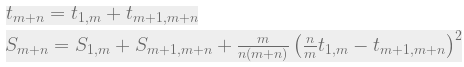 t_{m+n} = t_{1,m} + t_{m+1,m+n}
S_{m+n} = S_{1,m} + S_{m+1,m+n} + \frac{m}{n(m+n)} \left( \frac{n}{m} t_{1,m} - t_{m+1,m+n} \right)^2